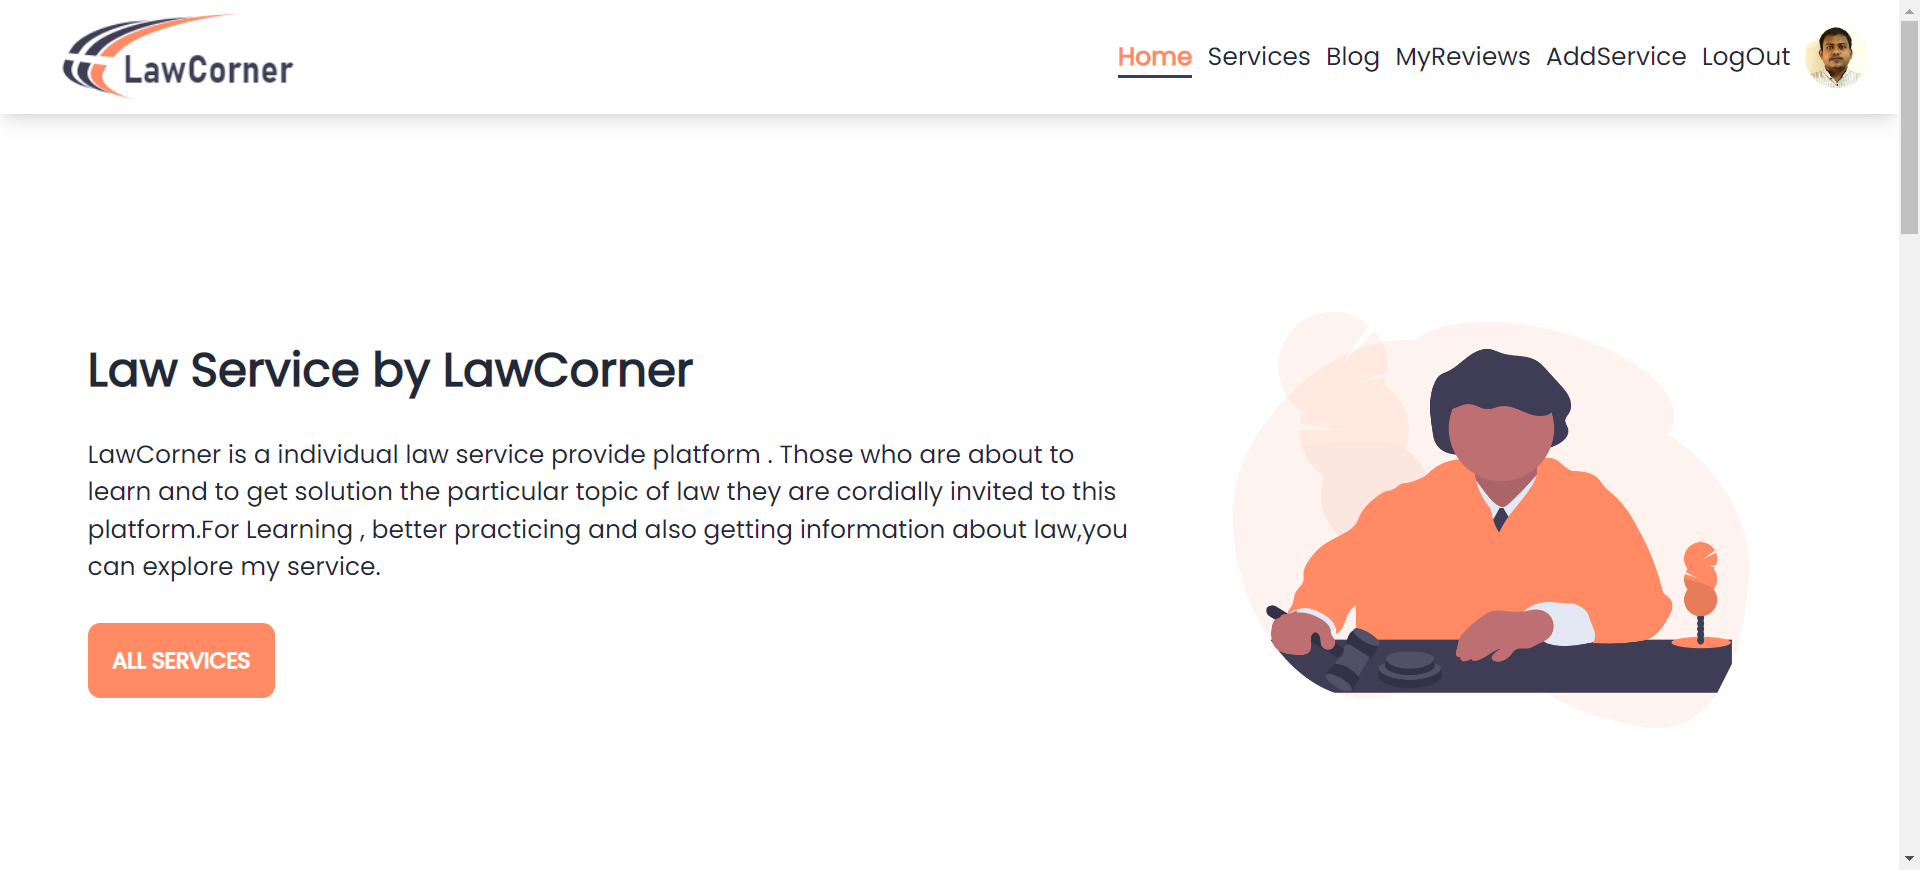 LawCorner
Home Services Blog MyReviews AddService LogOut
Law Service by LawCorner
LawCorner is a individual law service provide platform . Those who are about to
learn and to get solution the particular topic of law they are cordially invited to this
platform.For Learning , better practicing and also getting information about law,you
can explore my service.
ALL SERVICES